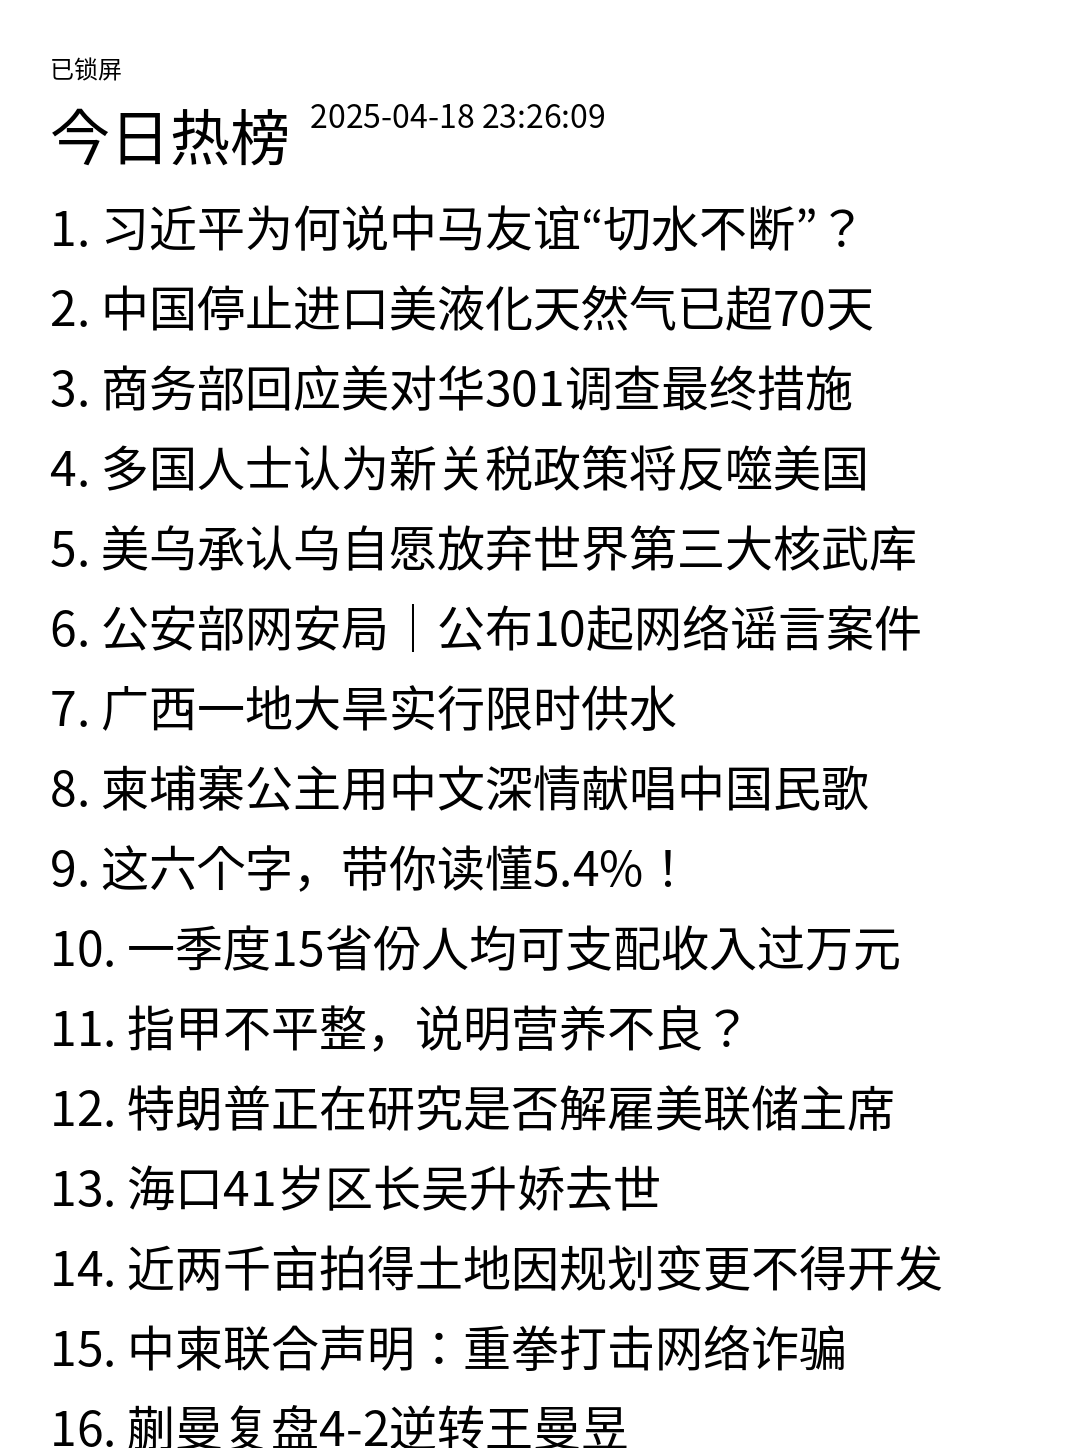 已锁屏
今日热榜 2025-04-18 23:26:09
1. 习近平为何说中马友谊“切水不断”？
2. 中国停止进口美液化天然气已超70天
3. 商务部回应美对华301调查最终措施
4. 多国人士认为新关税政策将反噬美国
5. 美乌承认乌自愿放弃世界第三大核武库
6. 公安部网安局｜公布10起网络谣言案件
7. 广西一地大旱实行限时供水
8. 柬埔寨公主用中文深情献唱中国民歌
9. 这六个字，带你读懂5.4%！
10. 一季度15省份人均可支配收入过万元
11. 指甲不平整，说明营养不良？
12. 特朗普正在研究是否解雇美联储主席
13. 海口41岁区长吴升娇去世
14. 近两千亩拍得土地因规划变更不得开发
15. 中柬联合声明：重拳打击网络诈骗
16. 蒯曼复盘4-2逆转王曼昱